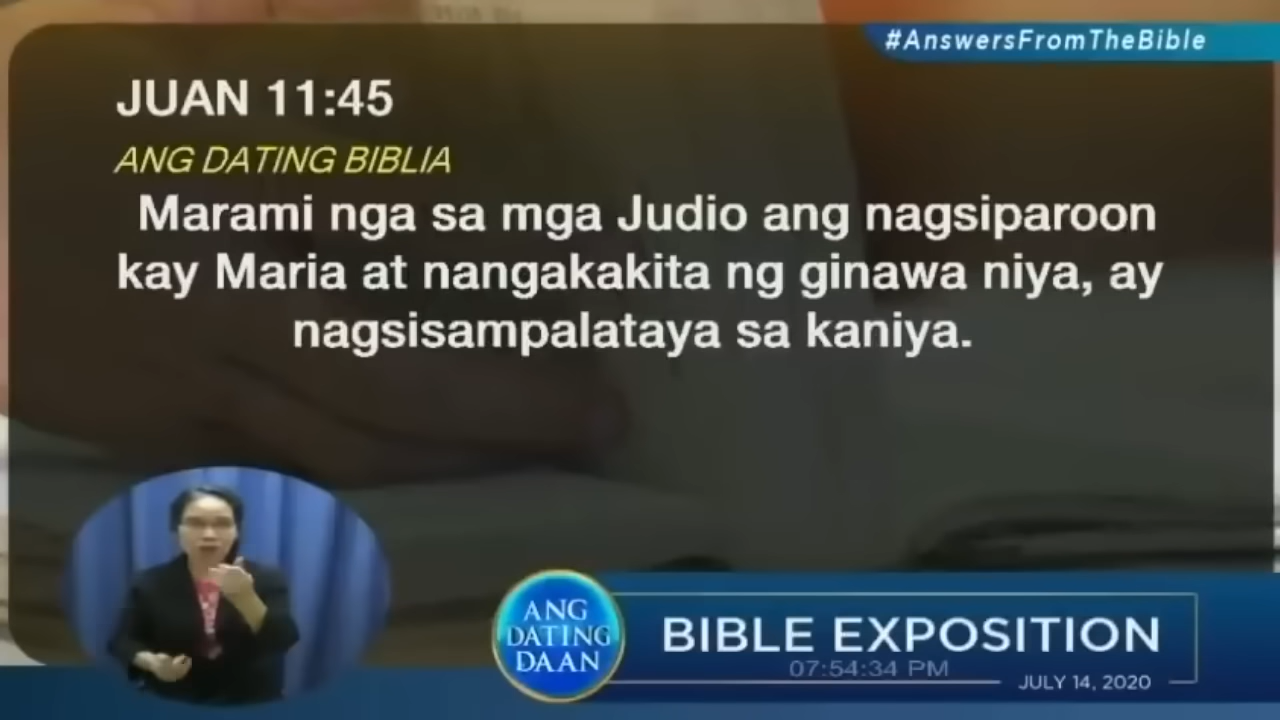 #AnswersFromTheBible
JUAN 11:45
ANG DATING BIBLIA
Marami nga sa mga Judio ang nagsiparoon
kay Maria at nangakakita ng ginawa niya, ay
nagsisampalataya sa kaniya.
ANG
DATING
DAAN
BIBLE EXPOSITION
07:54:34 PM
JULY 14, 2020